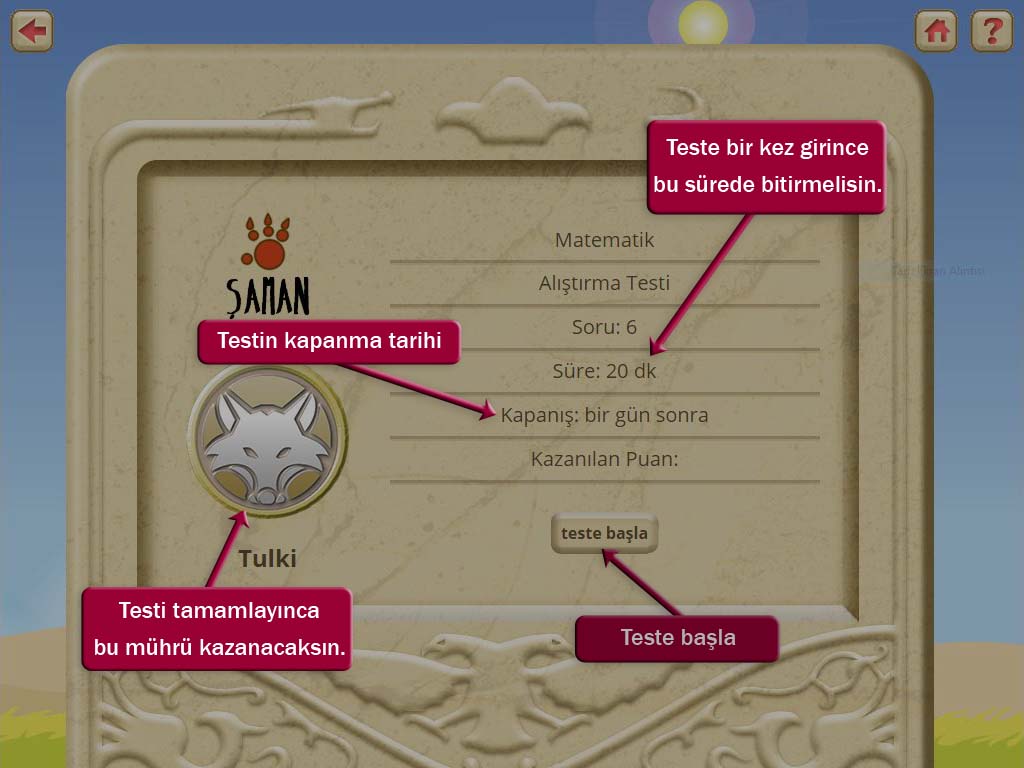 Teste bir kez girince
bu sürede bitirmelisin.
Matematik
Alıştırma Testi
ŞAMAN
Soru: 6
Testin kapanma tarihi
Süre: 20 dk
Kapanış: bir gün sonra
Kazanılan Puan:
teste başla
Tulki
Testi tamamlayınca
bu mührü kazanacaksın.
Teste başla